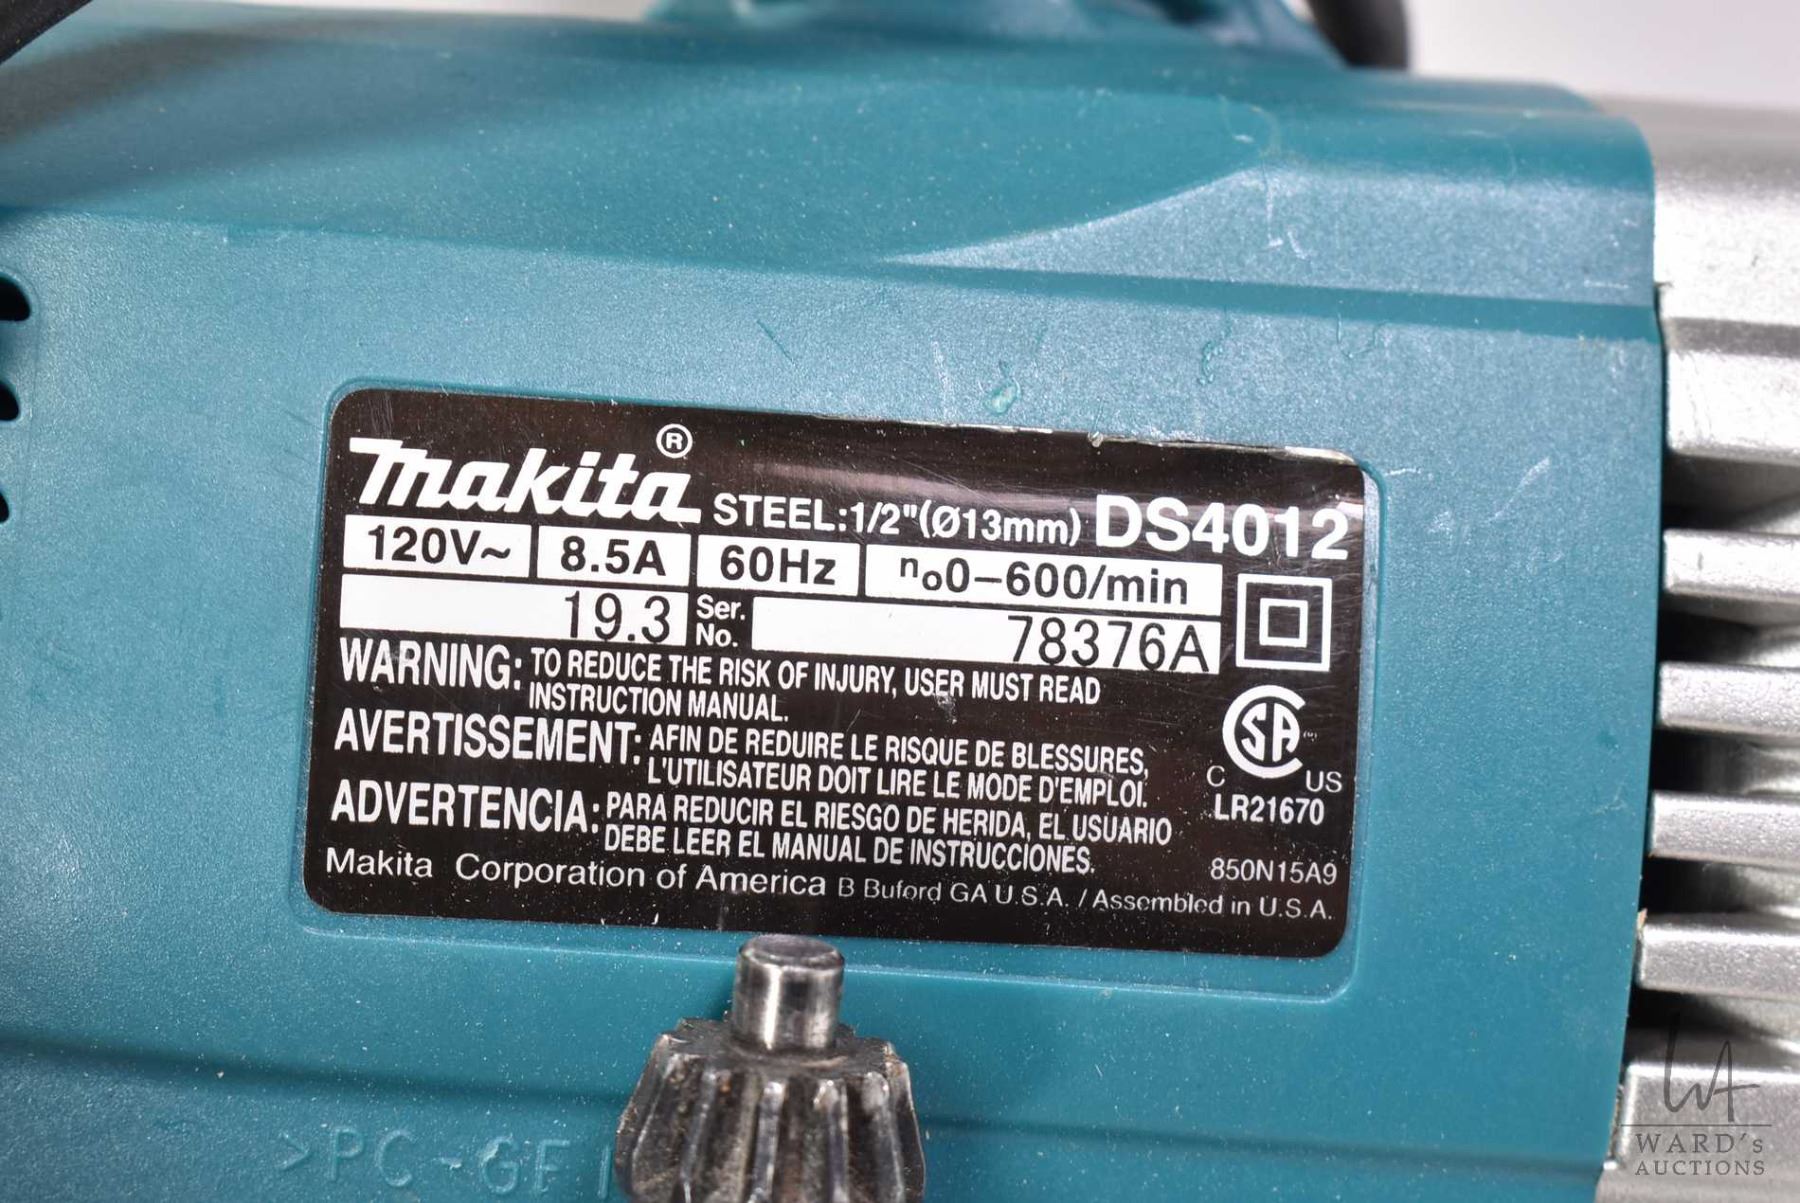 makita® STEEL:1/2"(Ø13mm) DS4012
120V~ 8.5A 60Hz n₀0–600/min
19.3 Ser. No. 78376A
WARNING: TO REDUCE THE RISK OF INJURY, USER MUST READ
INSTRUCTION MANUAL.
AVERTISSEMENT: AFIN DE REDUIRE LE RISQUE DE BLESSURES,
L'UTILISATEUR DOIT LIRE LE MODE D'EMPLOI.
ADVERTENCIA: PARA REDUCIR EL RIESGO DE HERIDA, EL USUARIO
DEBE LEER EL MANUAL DE INSTRUCCIONES.
SA
C US
LR21670
850N15A9
Makita Corporation of America B Buford GA U.S.A. / Assembled in U.S.A.
>PC-GF
WA
WARD's
AUCTIONS